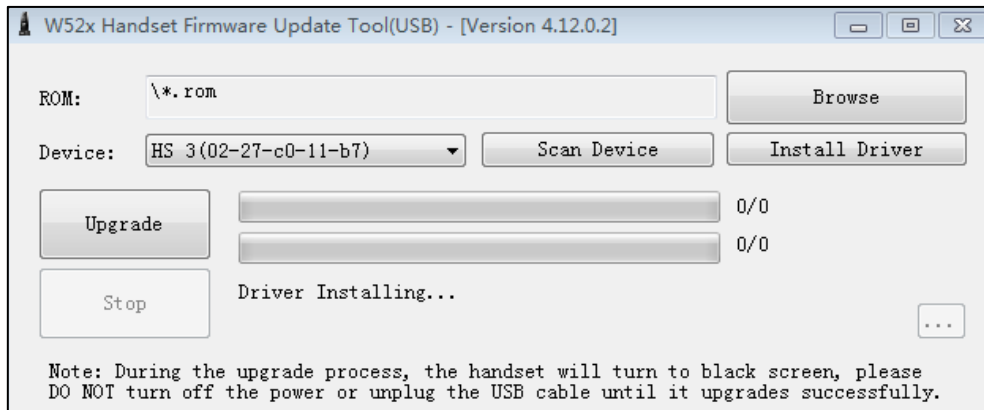 W52x Handset Firmware Update Tool(USB) - [Version 4.12.0.2]
ROM:
\*.rom
Browse
Device:
HS 3(02-27-c0-11-b7)
Scan Device
Install Driver
Upgrade
0/0
0/0
Stop
Driver Installing...
...
Note: During the upgrade process, the handset will turn to black screen, please
DO NOT turn off the power or unplug the USB cable until it upgrades successfully.